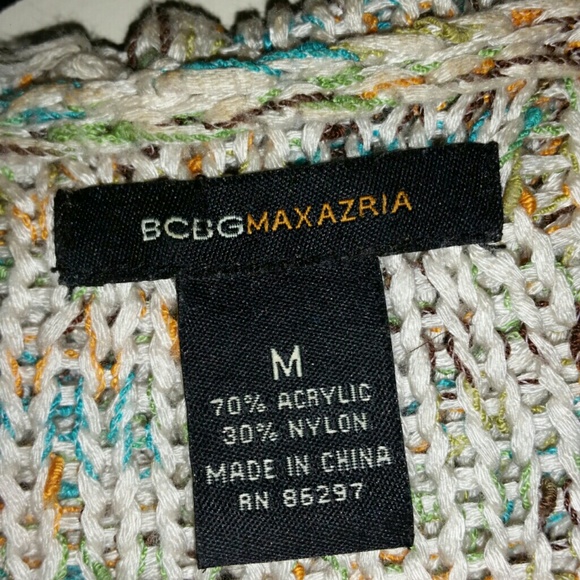 BCBGMAXAZRIA
M
70% ACRYLIC
30% NYLON
MADE IN CHINA
RN 86297